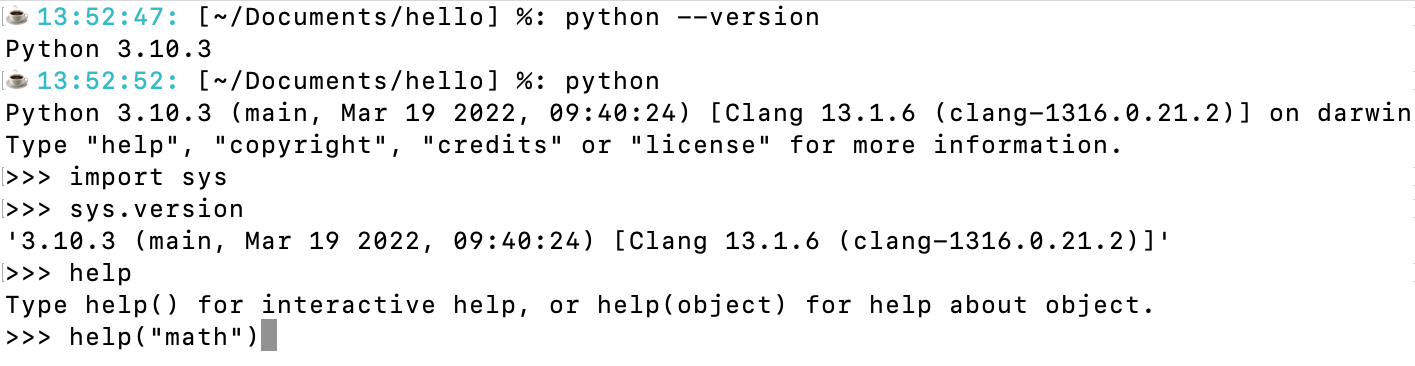 ☕ 13:52:47: [~/Documents/hello] %: python --version
Python 3.10.3
☕ 13:52:52: [~/Documents/hello] %: python
Python 3.10.3 (main, Mar 19 2022, 09:40:24) [Clang 13.1.6 (clang-1316.0.21.2)] on darwin
Type "help", "copyright", "credits" or "license" for more information.
>>> import sys
>>> sys.version
'3.10.3 (main, Mar 19 2022, 09:40:24) [Clang 13.1.6 (clang-1316.0.21.2)]'
>>> help
Type help() for interactive help, or help(object) for help about object.
>>> help("math")